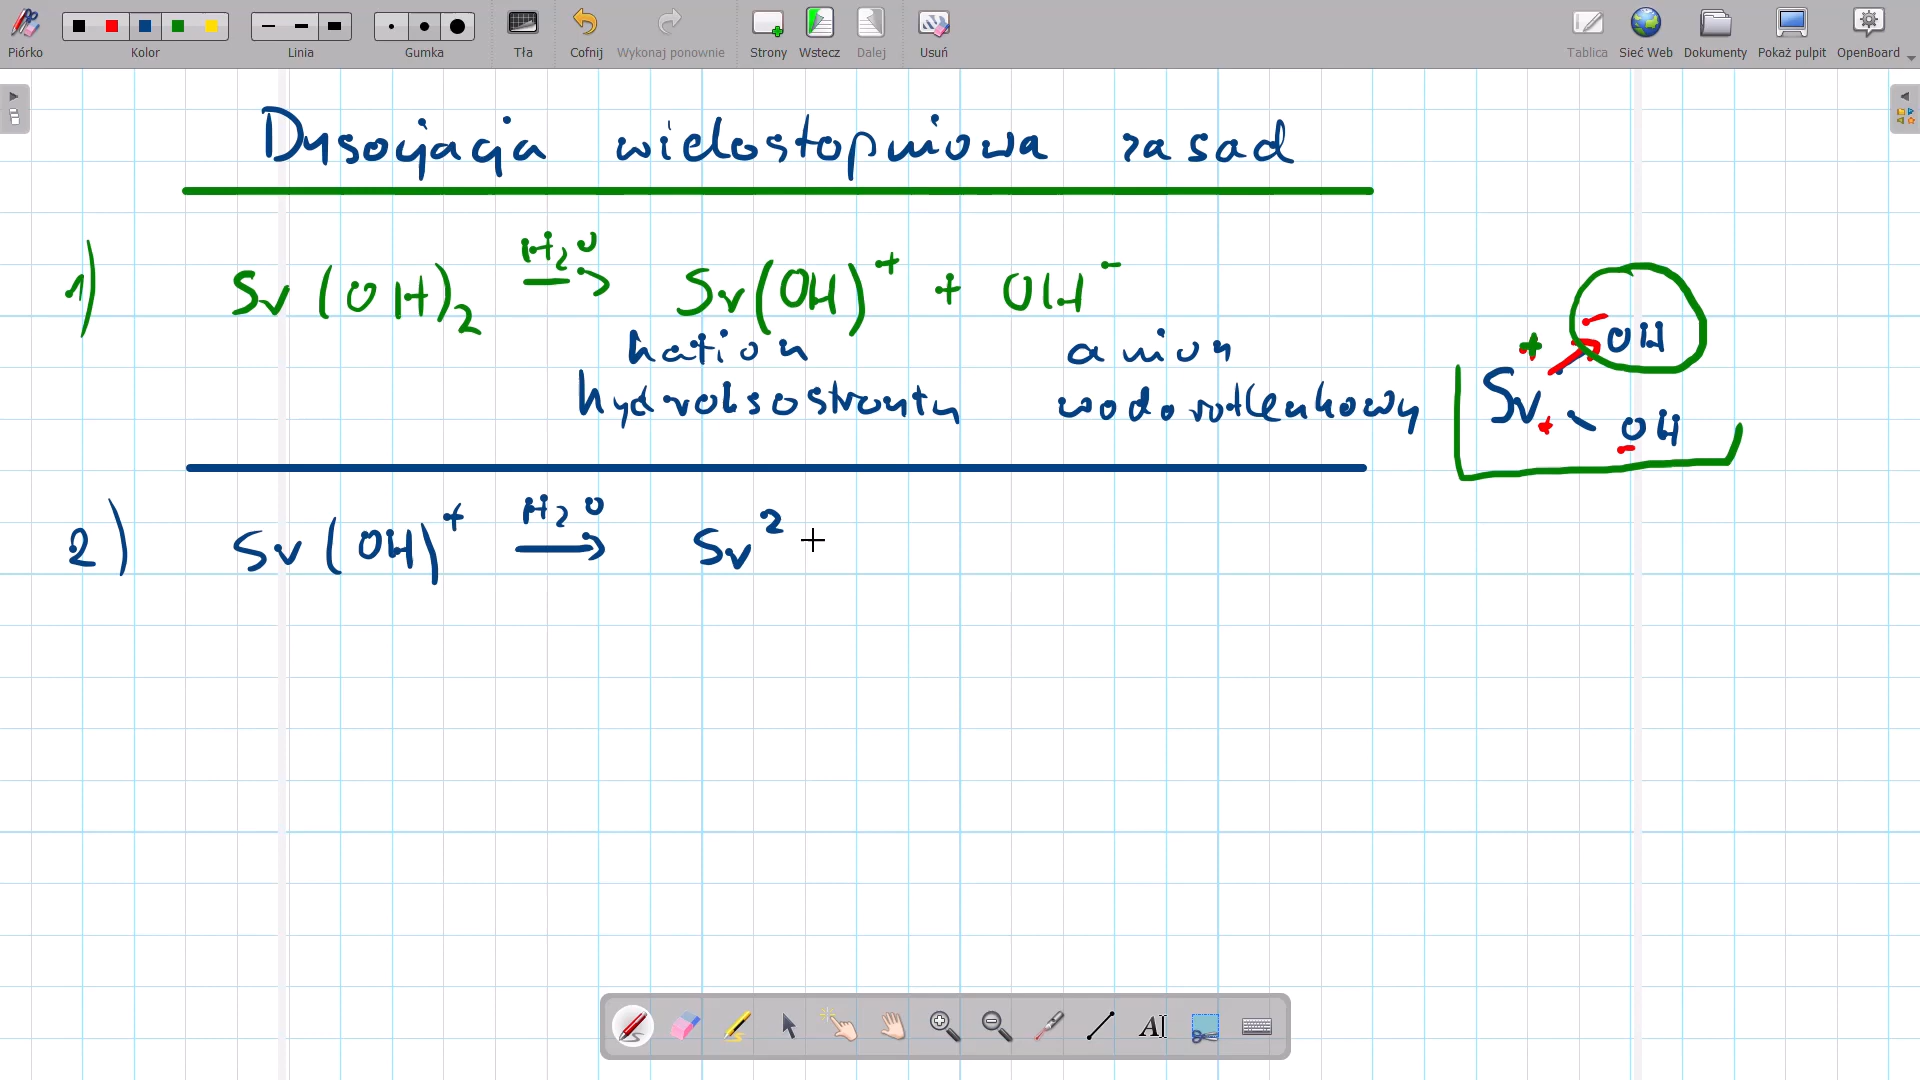 Piórko Kolor Linia Gumka Tła Cofnij Wykonaj ponownie Strony Wstecz Dalej Usuń Tablica Sieć Web Dokumenty Pokaż pulpit OpenBoard
Dysocjacja wielostopniowa zasad
1) Sr(OH)₂ →H₂O Sr(OH)⁺ + OH⁻
kation anion
hydroksostrontu wodorotlenkowy
+ - OH
Sr
+ OH -
2) Sr(OH)⁺ →H₂O Sr²